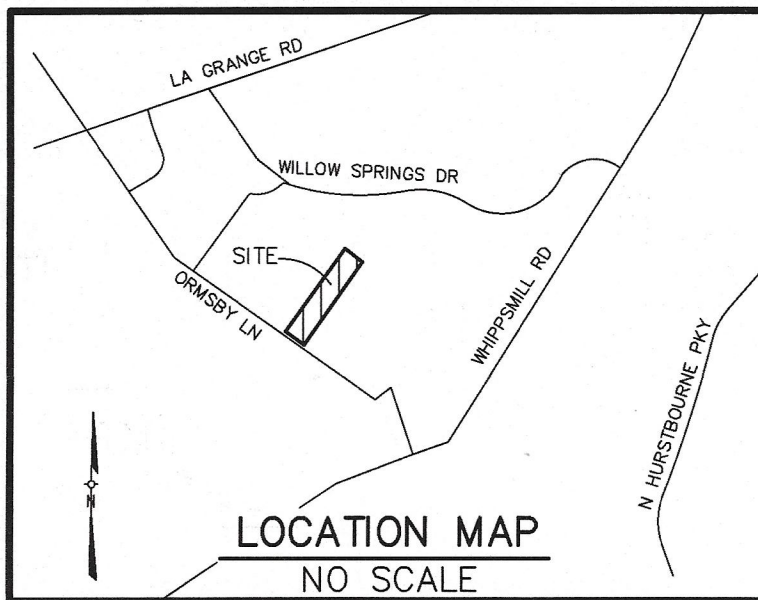 LA GRANGE RD
WILLOW SPRINGS DR
SITE
ORMSBY LN
WHIPPSMILL RD
N HURSTBOURNE PKY
N
LOCATION MAP
NO SCALE